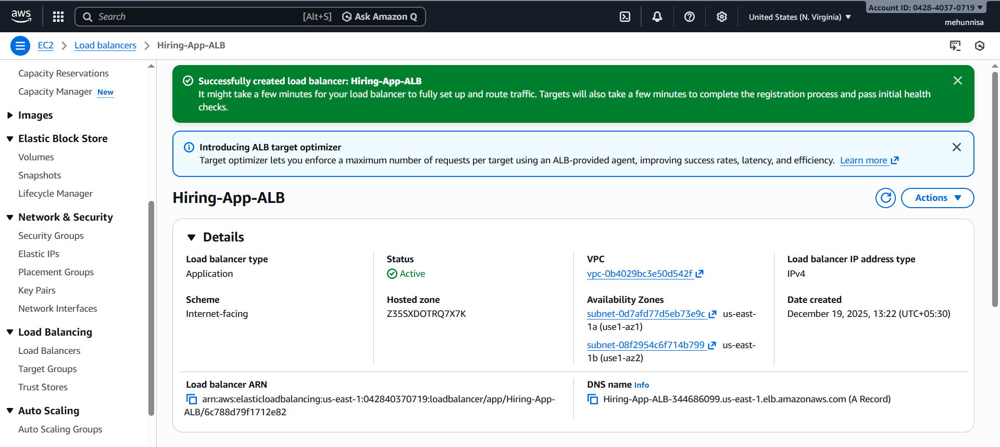 aws
Search [Alt+S] Ask Amazon Q
United States (N. Virginia)
Account ID: 0428-4037-0719
mehunnisa
EC2 Load balancers Hiring-App-ALB
Capacity Reservations
Capacity Manager New
Images
Elastic Block Store
Volumes
Snapshots
Lifecycle Manager
Network & Security
Security Groups
Elastic IPs
Placement Groups
Key Pairs
Network Interfaces
Load Balancing
Load Balancers
Target Groups
Trust Stores
Auto Scaling
Auto Scaling Groups
Successfully created load balancer: Hiring-App-ALB
It might take a few minutes for your load balancer to fully set up and route traffic. Targets will also take a few minutes to complete the registration process and pass initial health
checks.
Introducing ALB target optimizer
Target optimizer lets you enforce a maximum number of requests per target using an ALB-provided agent, improving success rates, latency, and efficiency. Learn more
Hiring-App-ALB
Actions
Details
Load balancer type
Application
Status
Active
VPC
vpc-0b4029bc3e50d542f
Load balancer IP address type
IPv4
Scheme
Internet-facing
Hosted zone
Z35SXDOTRQ7X7K
Availability Zones
subnet-0d7afd77d5eb73e9c us-east-
1a (use1-az1)
subnet-08f2954c6f714b799 us-east-
1b (use1-az2)
Date created
December 19, 2025, 13:22 (UTC+05:30)
Load balancer ARN
arn:aws:elasticloadbalancing:us-east-1:042840370719:loadbalancer/app/Hiring-App-
ALB/6c788d79f1712e82
DNS name Info
Hiring-App-ALB-344686099.us-east-1.elb.amazonaws.com (A Record)